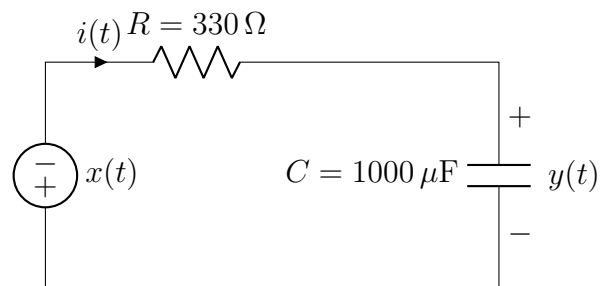 i(t) R = 330 Ω
+
−
+
x(t)
C = 1000 μF
y(t)
−